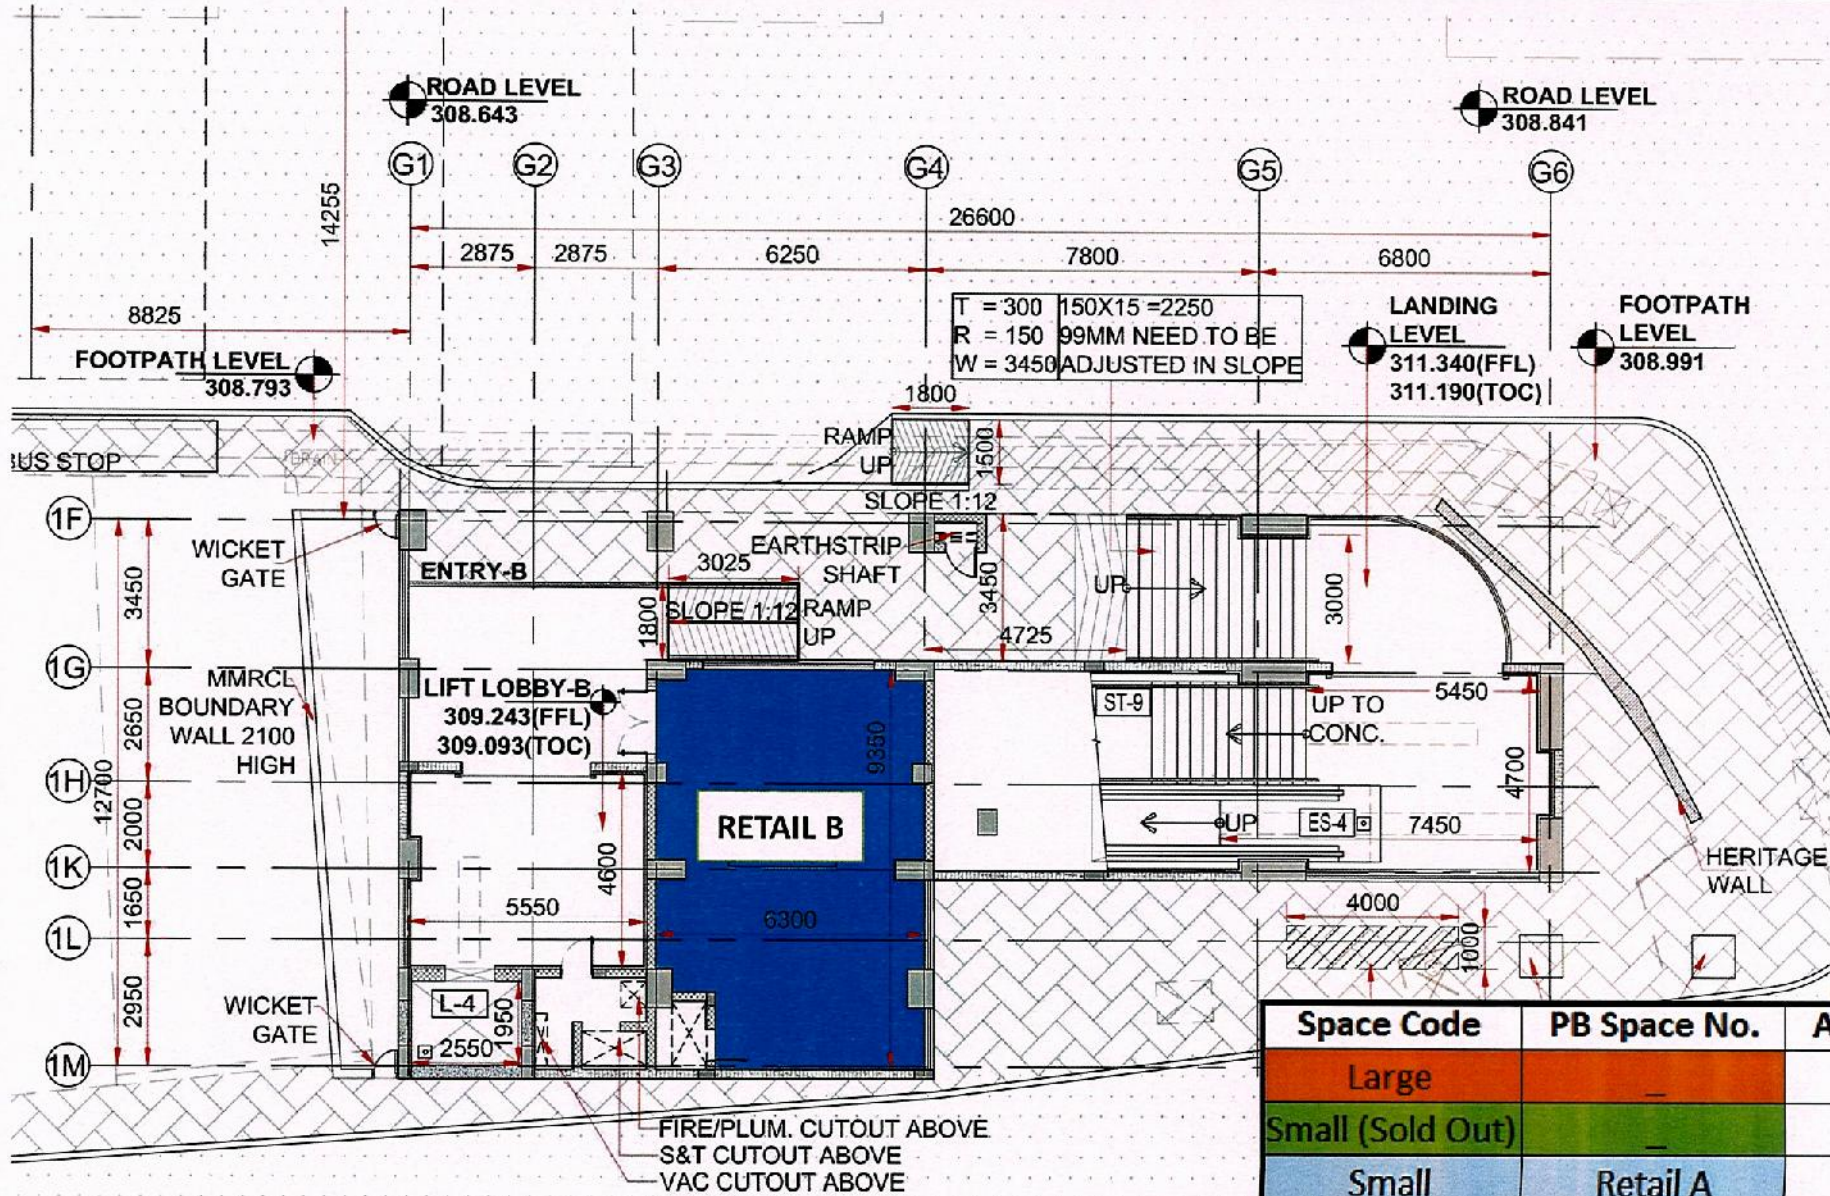 ROAD LEVEL
308.643
ROAD LEVEL
308.841
G1
G2
G3
G4
G5
G6
14255
26600
2875
2875
6250
7800
6800
8825
T = 300 150X15 =2250
R = 150 99MM NEED TO BE
W = 3450 ADJUSTED IN SLOPE
LANDING
LEVEL
311.340(FFL)
311.190(TOC)
FOOTPATH
LEVEL
308.991
FOOTPATH LEVEL
308.793
1800
RAMP
UP
1500
SLOPE 1:12
BUS STOP
1F
WICKET
GATE
ENTRY-B
EARTHSTRIP
SHAFT
3025
3450
3450
UP
3000
SLOPE 1:12
RAMP
UP
1800
4725
1G
MMRCL
BOUNDARY
WALL 2100
HIGH
2650
LIFT LOBBY-B
309.243(FFL)
309.093(TOC)
ST-9
5450
UP TO
CONC.
9350
4700
1H
12700
2000
RETAIL B
UP
ES-4
7450
4600
1K
HERITAGE
WALL
1650
5550
6300
4000
1000
1L
2950
WICKET
GATE
L-4
1950
2550
1M
FIRE/PLUM. CUTOUT ABOVE
S&T CUTOUT ABOVE
VAC CUTOUT ABOVE
Space Code PB Space No. A
Large _
Small (Sold Out) _
Small Retail A